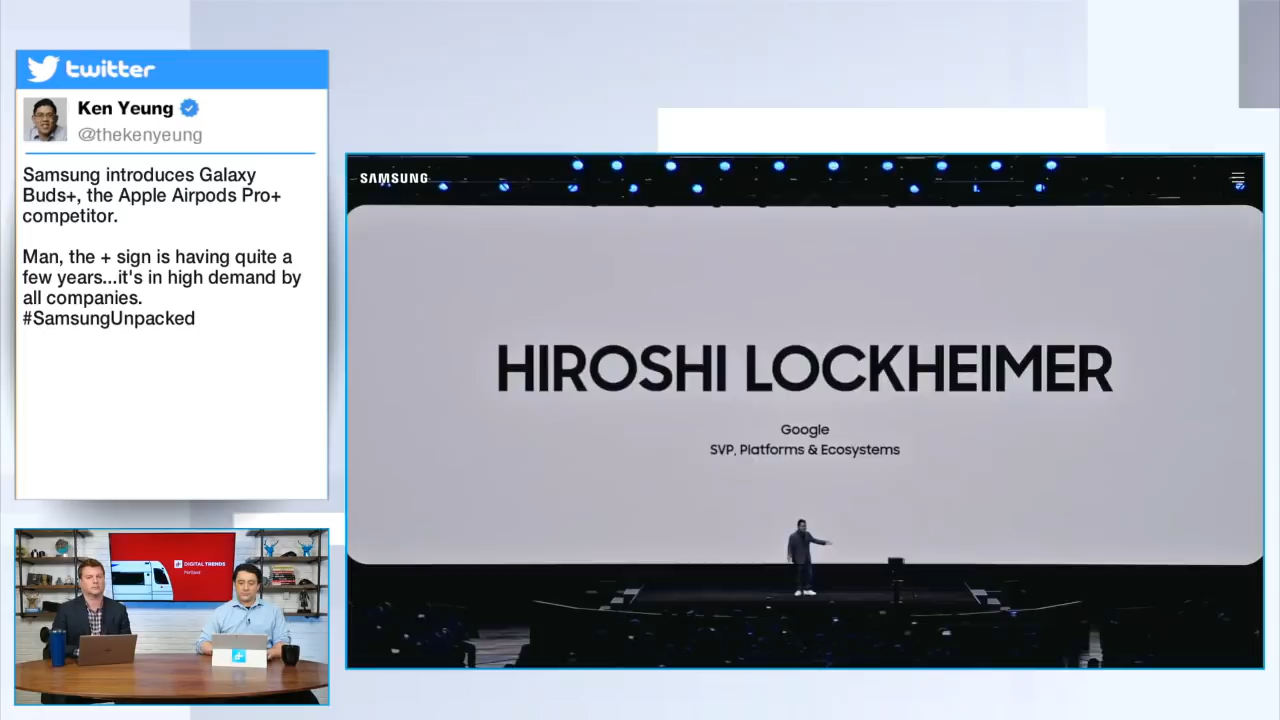 twitter
Ken Yeung
@thekenyeung
Samsung introduces Galaxy
Buds+, the Apple Airpods Pro+
competitor.
Man, the + sign is having quite a
few years...it's in high demand by
all companies.
#SamsungUnpacked
SAMSUNG
HIROSHI LOCKHEIMER
Google
SVP, Platforms & Ecosystems
DIGITAL TRENDS
Portland